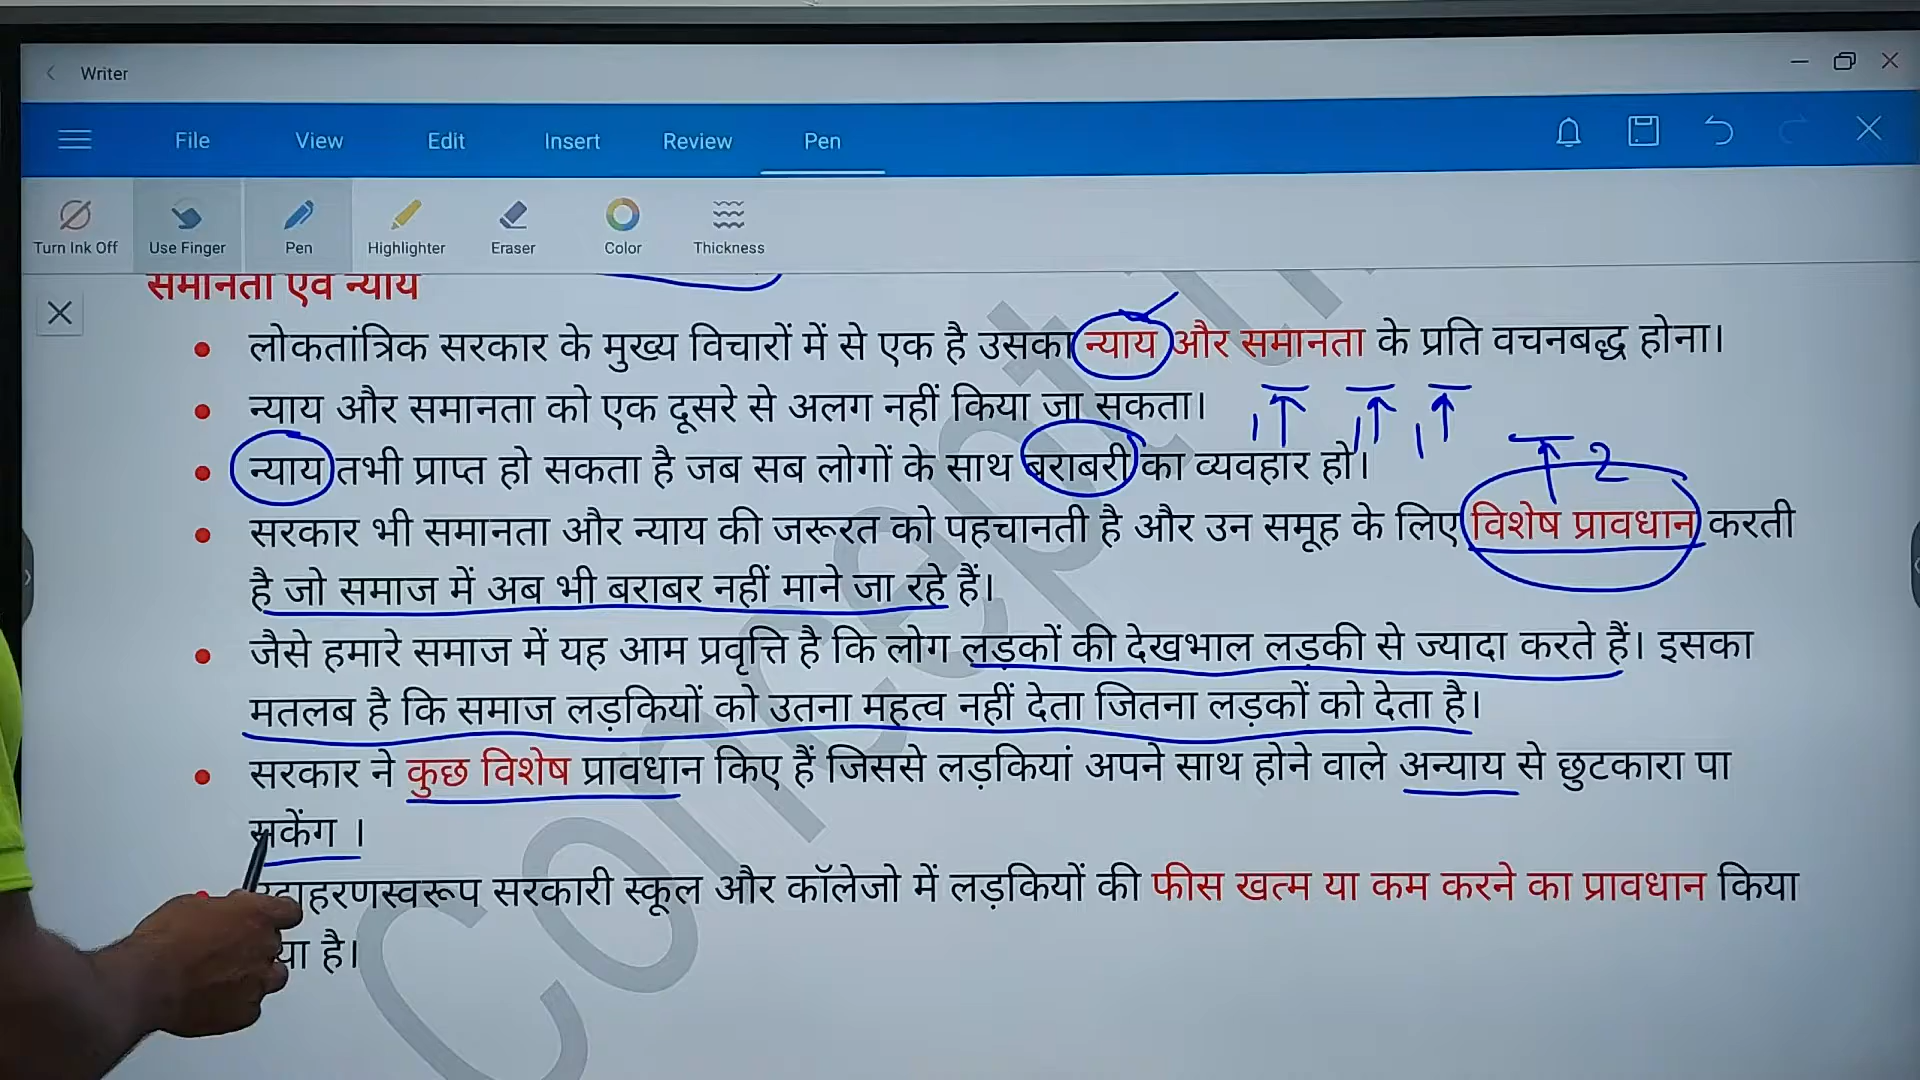 Writer
File View Edit Insert Review Pen
Turn Ink Off Use Finger Pen Highlighter Eraser Color Thickness
समानता एवं न्याय
लोकतांत्रिक सरकार के मुख्य विचारों में से एक है उसका न्याय और समानता के प्रति वचनबद्ध होना।
न्याय और समानता को एक दूसरे से अलग नहीं किया जा सकता।
न्याय तभी प्राप्त हो सकता है जब सब लोगों के साथ बराबरी का व्यवहार हो।
2
सरकार भी समानता और न्याय की जरूरत को पहचानती है और उन समूह के लिए विशेष प्रावधान करती
है जो समाज में अब भी बराबर नहीं माने जा रहे हैं।
जैसे हमारे समाज में यह आम प्रवृत्ति है कि लोग लड़कों की देखभाल लड़की से ज्यादा करते हैं। इसका
मतलब है कि समाज लड़कियों को उतना महत्व नहीं देता जितना लड़कों को देता है।
सरकार ने कुछ विशेष प्रावधान किए हैं जिससे लड़कियां अपने साथ होने वाले अन्याय से छुटकारा पा
सकेंग ।
सरकारी स्कूल और कॉलेजो में लड़कियों की फीस खत्म या कम करने का प्रावधान किया
है।
Concept